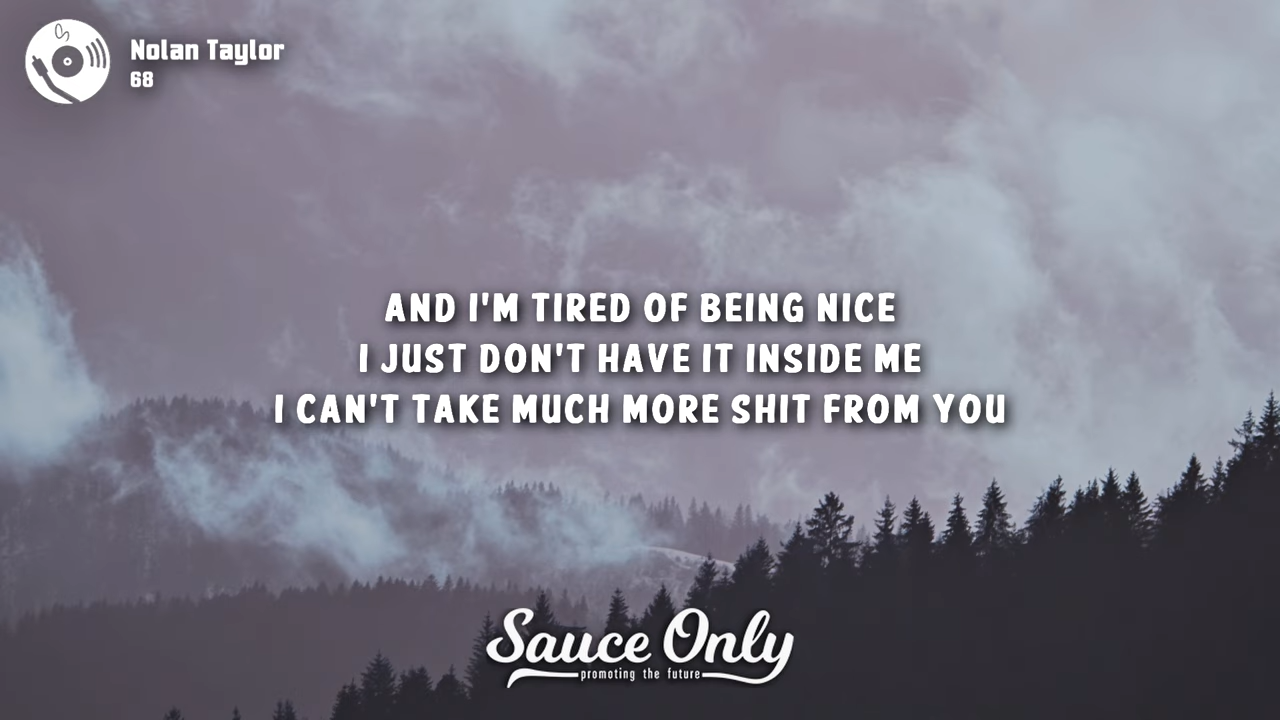 Nolan Taylor
68
AND I'M TIRED OF BEING NICE
I JUST DON'T HAVE IT INSIDE ME
I CAN'T TAKE MUCH MORE SHIT FROM YOU
Sauce Only
promoting the future